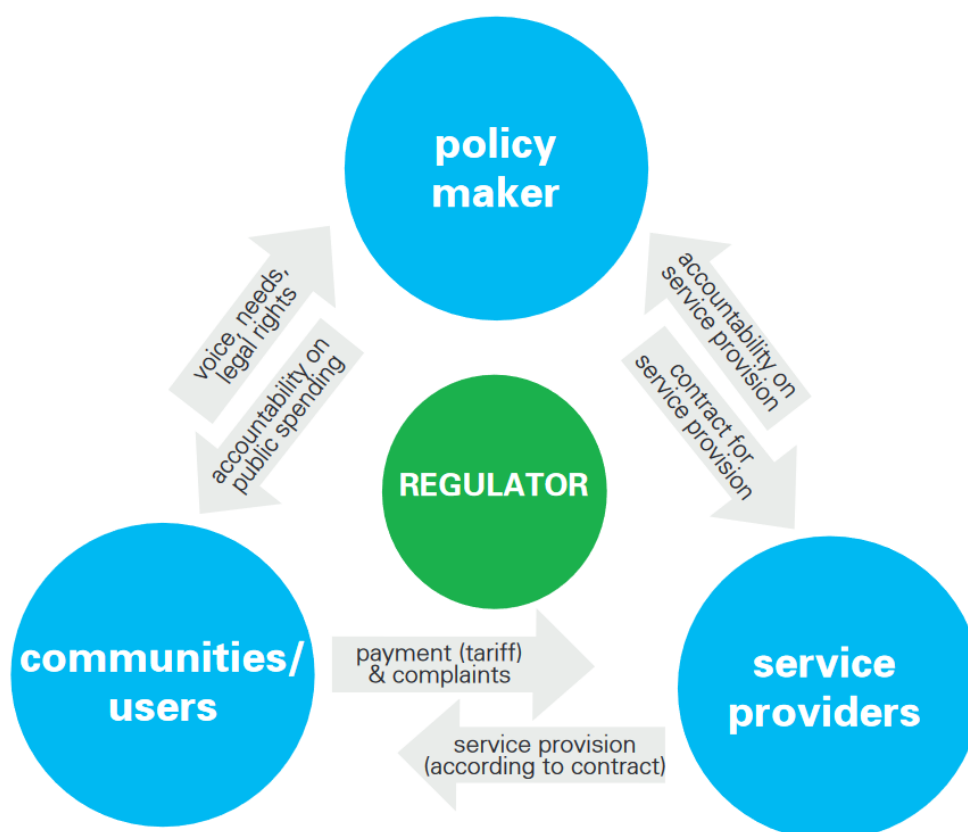 policy
maker
voice, needs,
legal rights
accountability on
public spending
accountability on
service provision
contract for
service provision
REGULATOR
communities/
users
payment (tariff)
& complaints
service provision
(according to contract)
service
providers